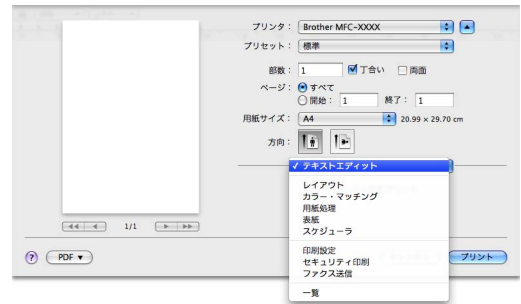 プリンタ： Brother MFC-XXXX
プリセット： 標準
部数： 1 丁合い 両面
ページ： すべて
開始： 1 終了： 1
用紙サイズ： A4 20.99 × 29.70 cm
方向：
✓ テキストエディット
レイアウト
カラー・マッチング
用紙処理
表紙
スケジューラ
印刷設定
セキュリティ印刷
ファクス送信
一覧
1/1
? PDF ▼ プリント